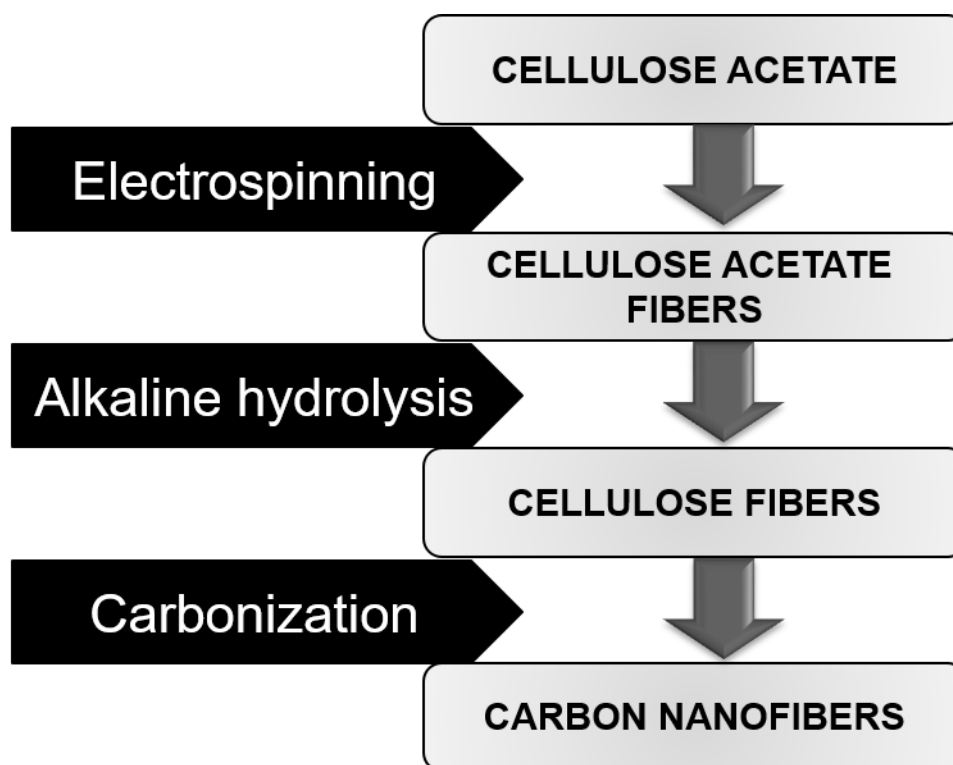 CELLULOSE ACETATE
Electrospinning
CELLULOSE ACETATE
FIBERS
Alkaline hydrolysis
CELLULOSE FIBERS
Carbonization
CARBON NANOFIBERS